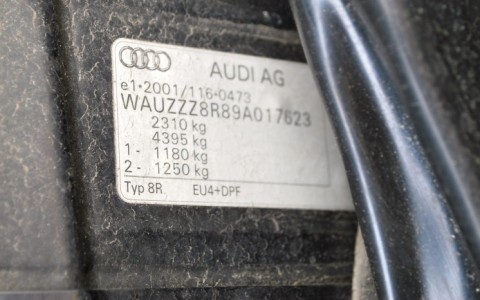 AUDI AG
e1*2001/116*0473
WAUZZZ8R89A017623
2310 kg
4395 kg
1- 1180 kg
2- 1250 kg
Typ 8R EU4+DPF